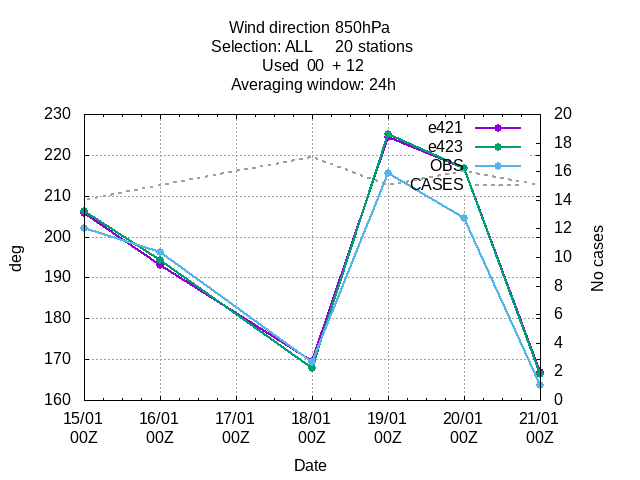 Wind direction 850hPa
Selection: ALL 20 stations
Used 00 + 12
Averaging window: 24h
230 20
e421 18
220 e423
OBS 16
210 CASES 14
200 12
deg No cases
190 10
8
180 6
170 4
2
160 0
15/01 16/01 17/01 18/01 19/01 20/01 21/01
00Z 00Z 00Z 00Z 00Z 00Z 00Z
Date